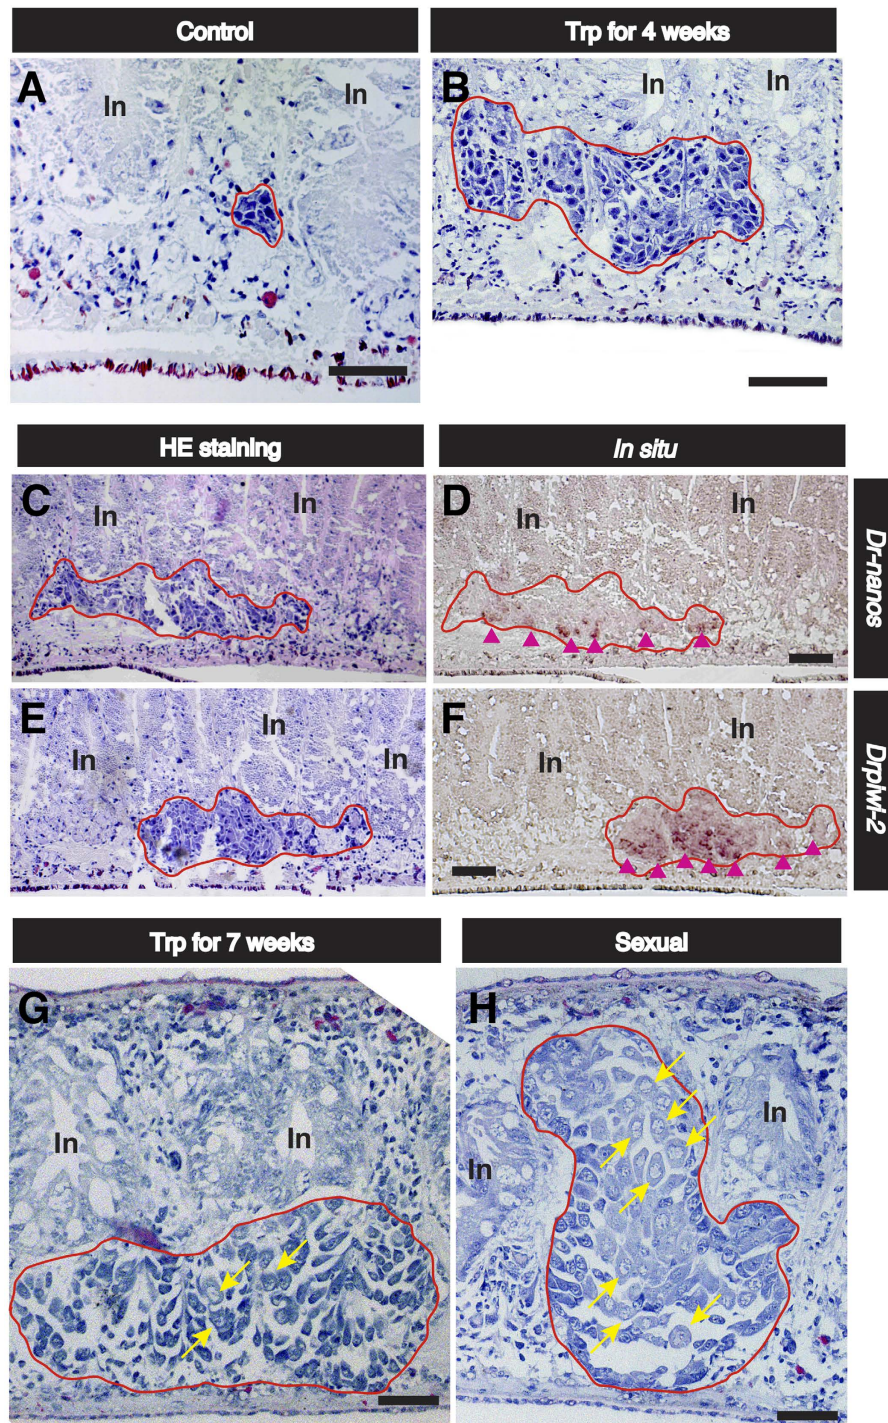 Control
Trp for 4 weeks
A
In
In
B
In
In
HE staining
In situ
C
In
In
D
In
In
Dr-nanos
E
In
In
In
F
In
In
Drpiwi-2
Trp for 7 weeks
Sexual
G
In
In
H
In
In